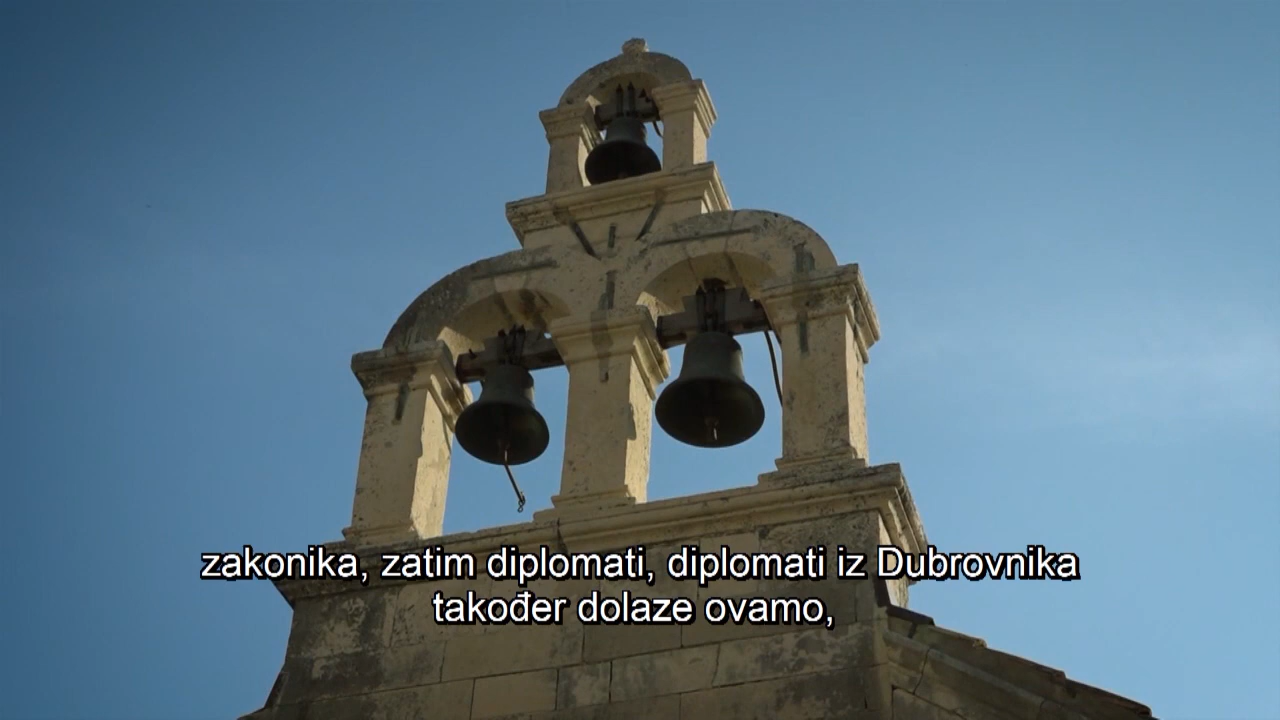 zakonika, zatim diplomati, diplomati iz Dubrovnika
također dolaze ovamo,